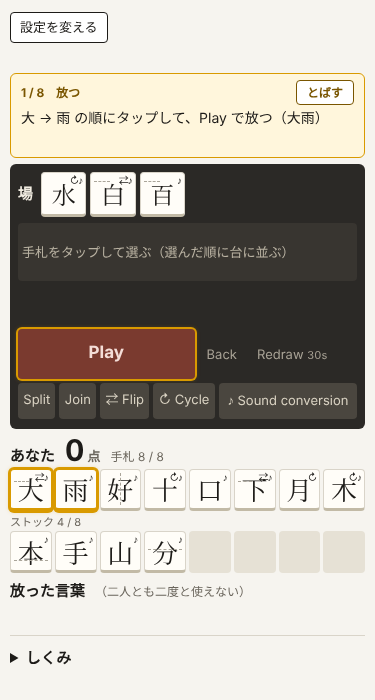 設定を変える
1 / 8 放つ とばす
大 → 雨 の順にタップして、Play で放つ（大雨）
場 水 白 百
手札をタップして選ぶ（選んだ順に台に並ぶ）
Play Back Redraw 30s
Split Join ⇄ Flip ↻ Cycle ♪ Sound conversion
あなた 0 点 手札 8 / 8
犬 雨 好 十 口 下 月 木
ストック 4 / 8
本 手 山 分
放った言葉 （二人とも二度と使えない）
▶ しくみ